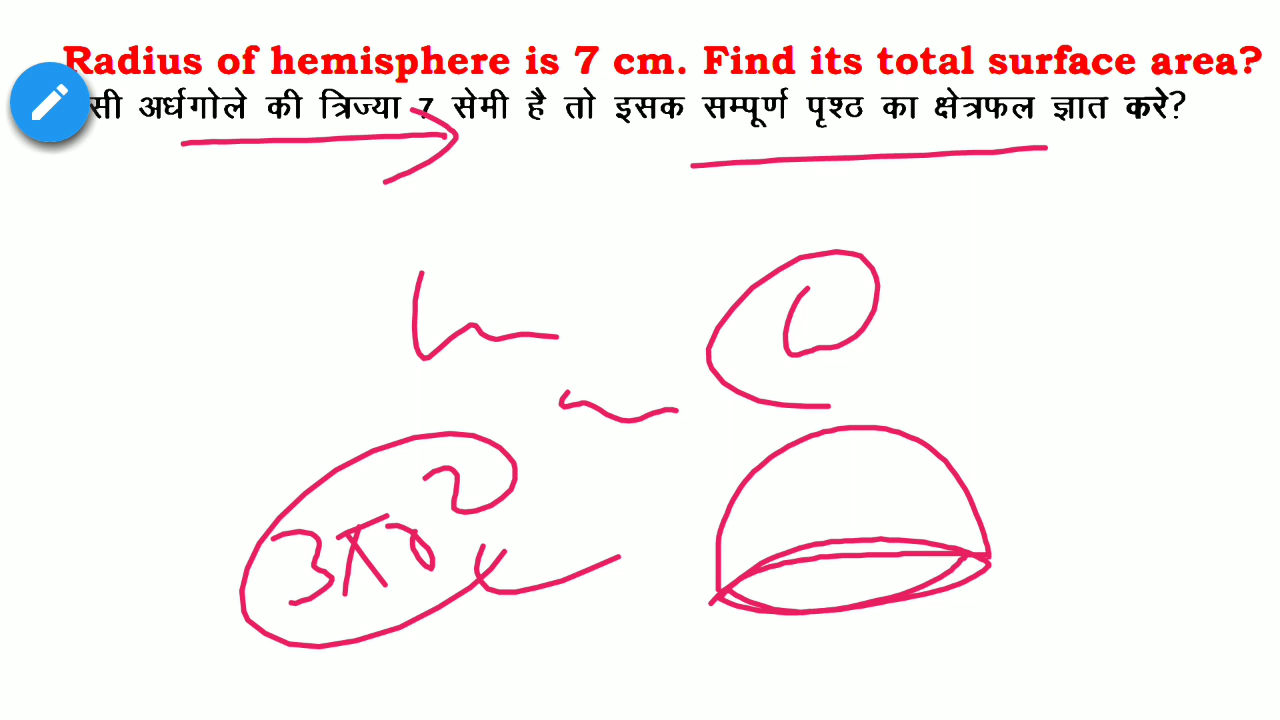 Radius of hemisphere is 7 cm. Find its total surface area?
सी अर्धगोले की त्रिज्या 7 सेमी है तो इसक सम्पूर्ण पृश्ठ का क्षेत्रफल ज्ञात करे?
3πr²